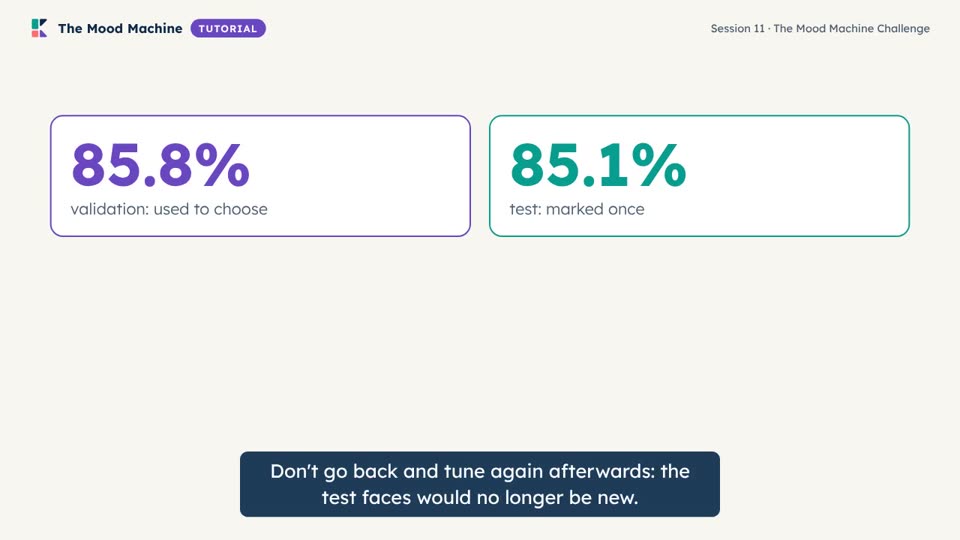 The Mood Machine TUTORIAL
Session 11 · The Mood Machine Challenge
85.8%
validation: used to choose
85.1%
test: marked once
Don't go back and tune again afterwards: the
test faces would no longer be new.